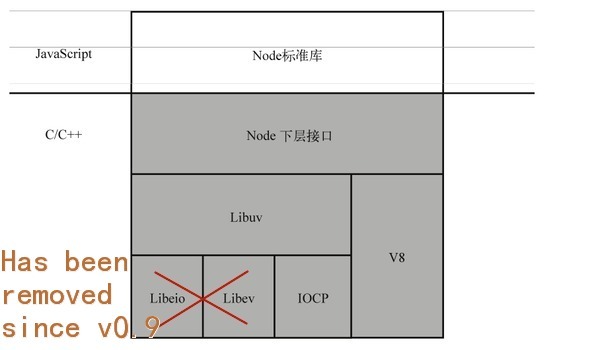 JavaScript
Node标准库
C/C++
Node 下层接口
Libuv
V8
Libeio
Libev
IOCP
Has been
removed
since v0.9